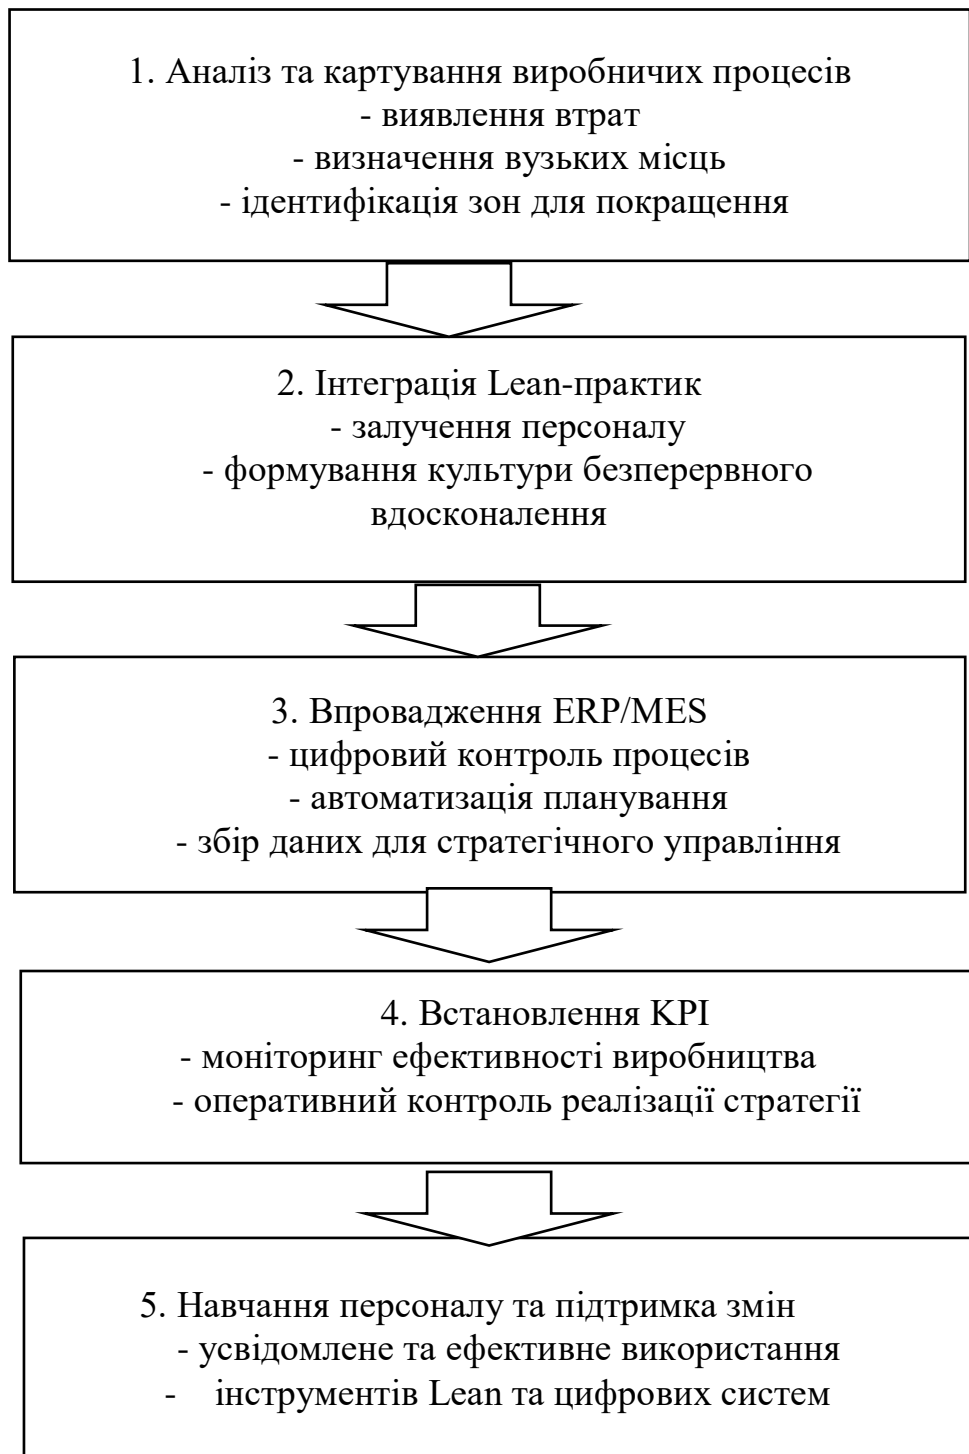 1. Аналіз та картування виробничих процесів
- виявлення втрат
- визначення вузьких місць
- ідентифікація зон для покращення
2. Інтеграція Lean-практик
- залучення персоналу
- формування культури безперервного
вдосконалення
3. Впровадження ERP/MES
- цифровий контроль процесів
- автоматизація планування
- збір даних для стратегічного управління
4. Встановлення KPI
- моніторинг ефективності виробництва
- оперативний контроль реалізації стратегії
5. Навчання персоналу та підтримка змін
- усвідомлене та ефективне використання
- інструментів Lean та цифрових систем